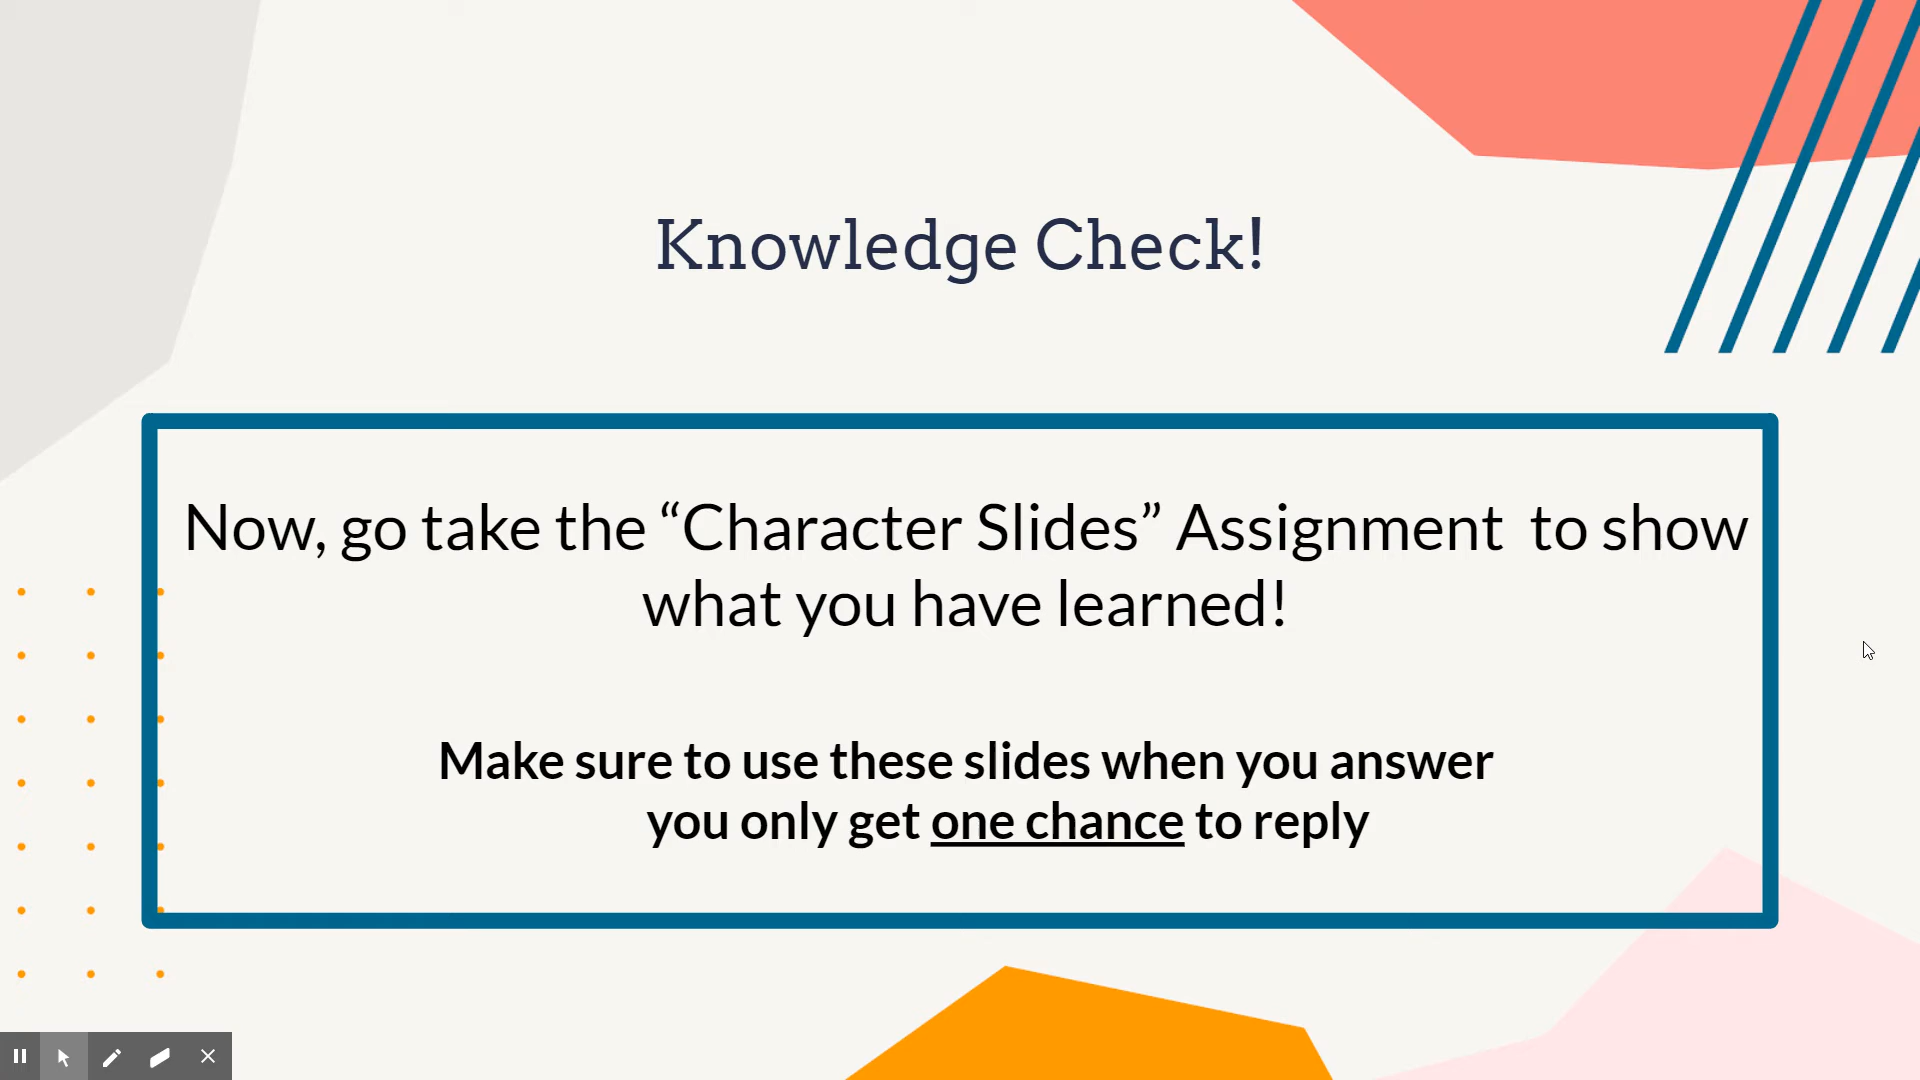 Knowledge Check!
Now, go take the “Character Slides” Assignment  to show
what you have learned!
Make sure to use these slides when you answer
you only get one chance to reply